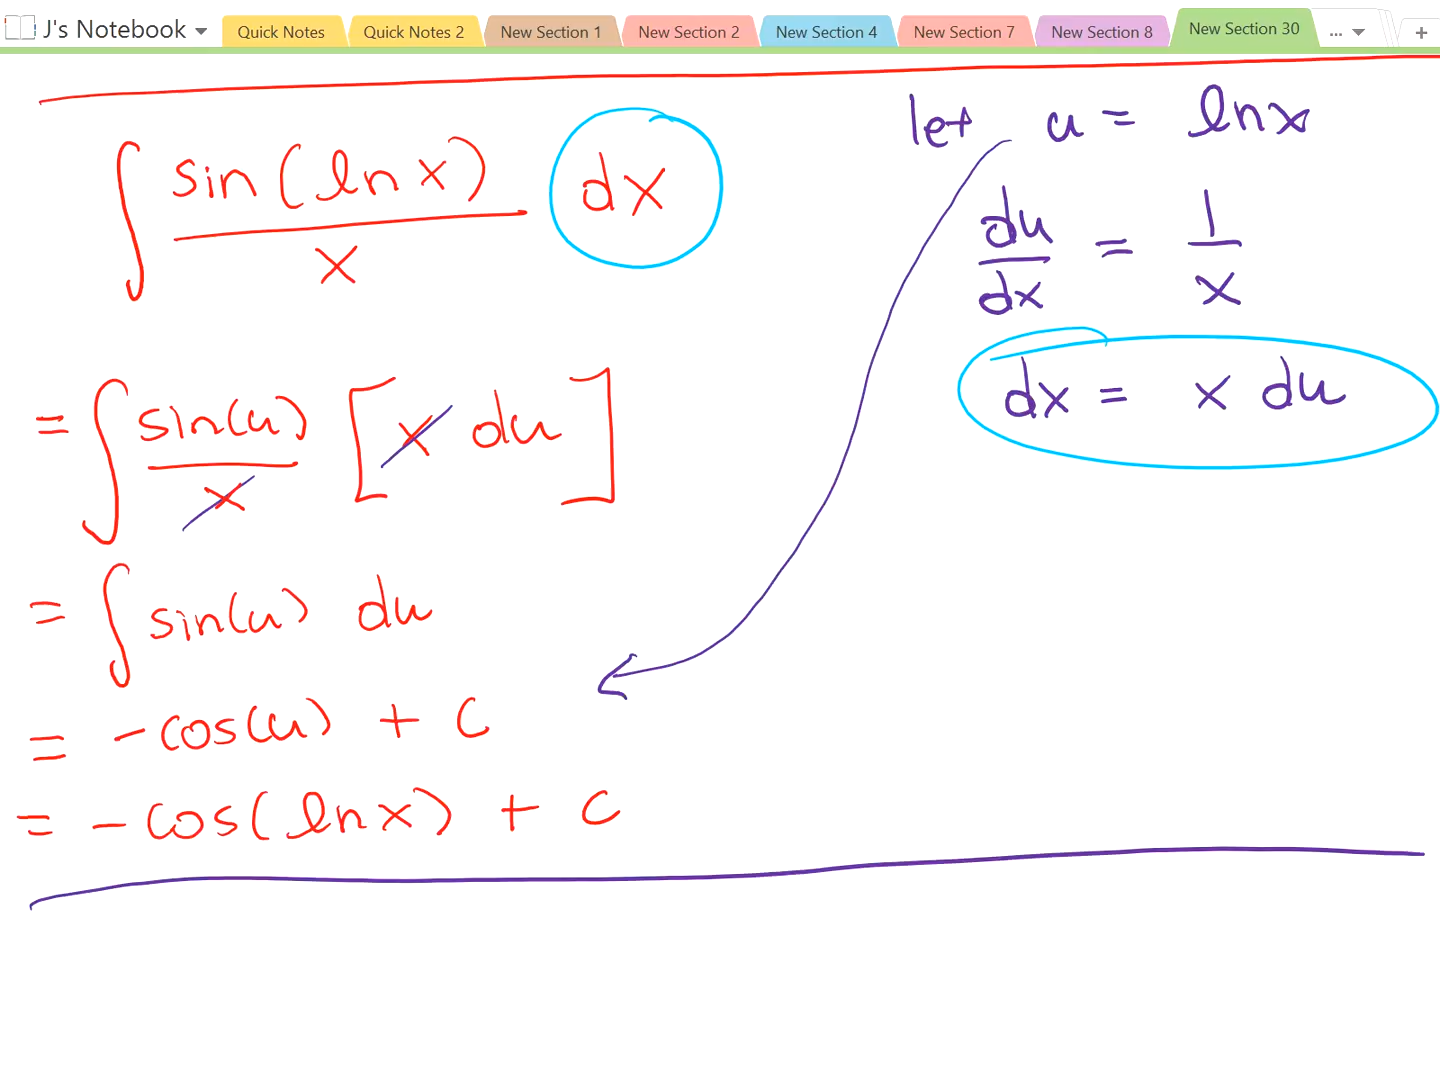 J's Notebook Quick Notes Quick Notes 2 New Section 1 New Section 2 New Section 4 New Section 7 New Section 8 New Section 30 ... +
∫ sin(ln x)/x dx
let u = ln x
du/dx = 1/x
dx = x du
= ∫ sin(u)/x [x du]
= ∫ sin(u) du
= -cos(u) + C
= -cos(ln x) + C